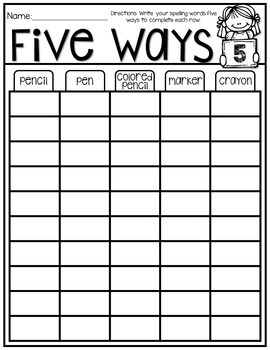 Name: Directions: Write your spelling words five
ways to complete each row.
Five Ways
5
pencil pen colored pencil marker crayon